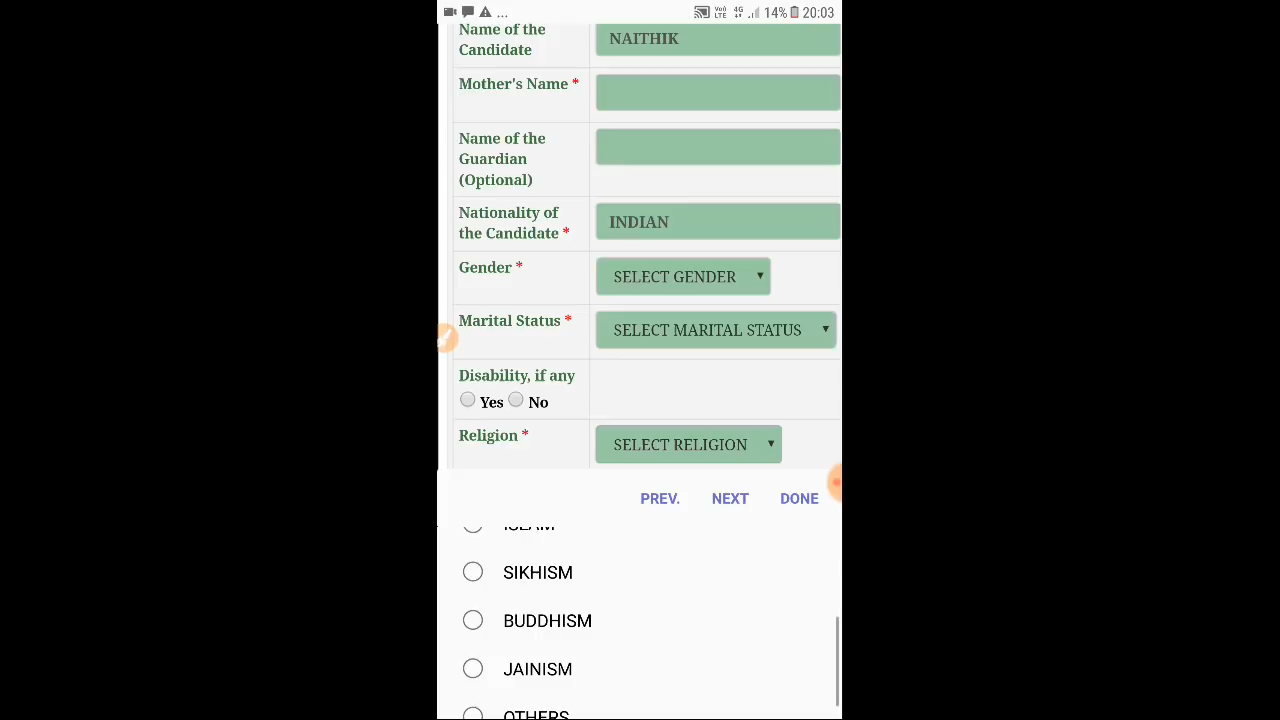 ... 14% 20:03
Name of the
Candidate
NAITHIK
Mother's Name *
Name of the
Guardian
(Optional)
Nationality of
the Candidate *
INDIAN
Gender *
SELECT GENDER
Marital Status *
SELECT MARITAL STATUS
Disability, if any
Yes No
Religion *
SELECT RELIGION
PREV. NEXT DONE
ISLAM
SIKHISM
BUDDHISM
JAINISM
OTHERS